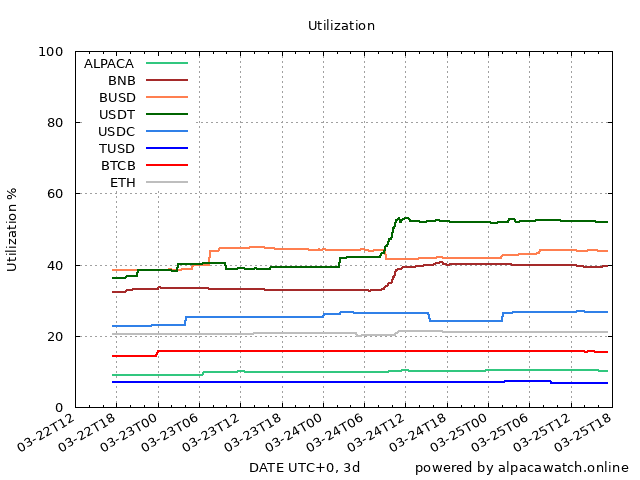 Utilization
100
80
60
40
20
0
Utilization %
ALPACA
BNB
BUSD
USDT
USDC
TUSD
BTCB
ETH
03-22T12
03-22T18
03-23T00
03-23T06
03-23T12
03-23T18
03-24T00
03-24T06
03-24T12
03-24T18
03-25T00
03-25T06
03-25T12
03-25T18
DATE UTC+0, 3d
powered by alpacawatch.online